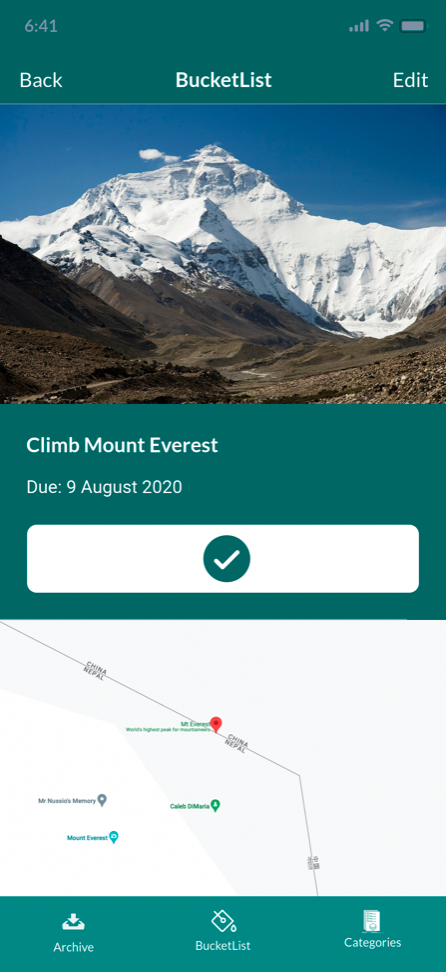 6:41
Back
BucketList
Edit
Climb Mount Everest
Due: 9 August 2020
CHINA
NEPAL
Mt Everest
World's highest peak for mountaineers
CHINA
NEPAL
Mr Nussio's Memory
Caleb DiMaria
Mount Everest
Archive
BucketList
Categories